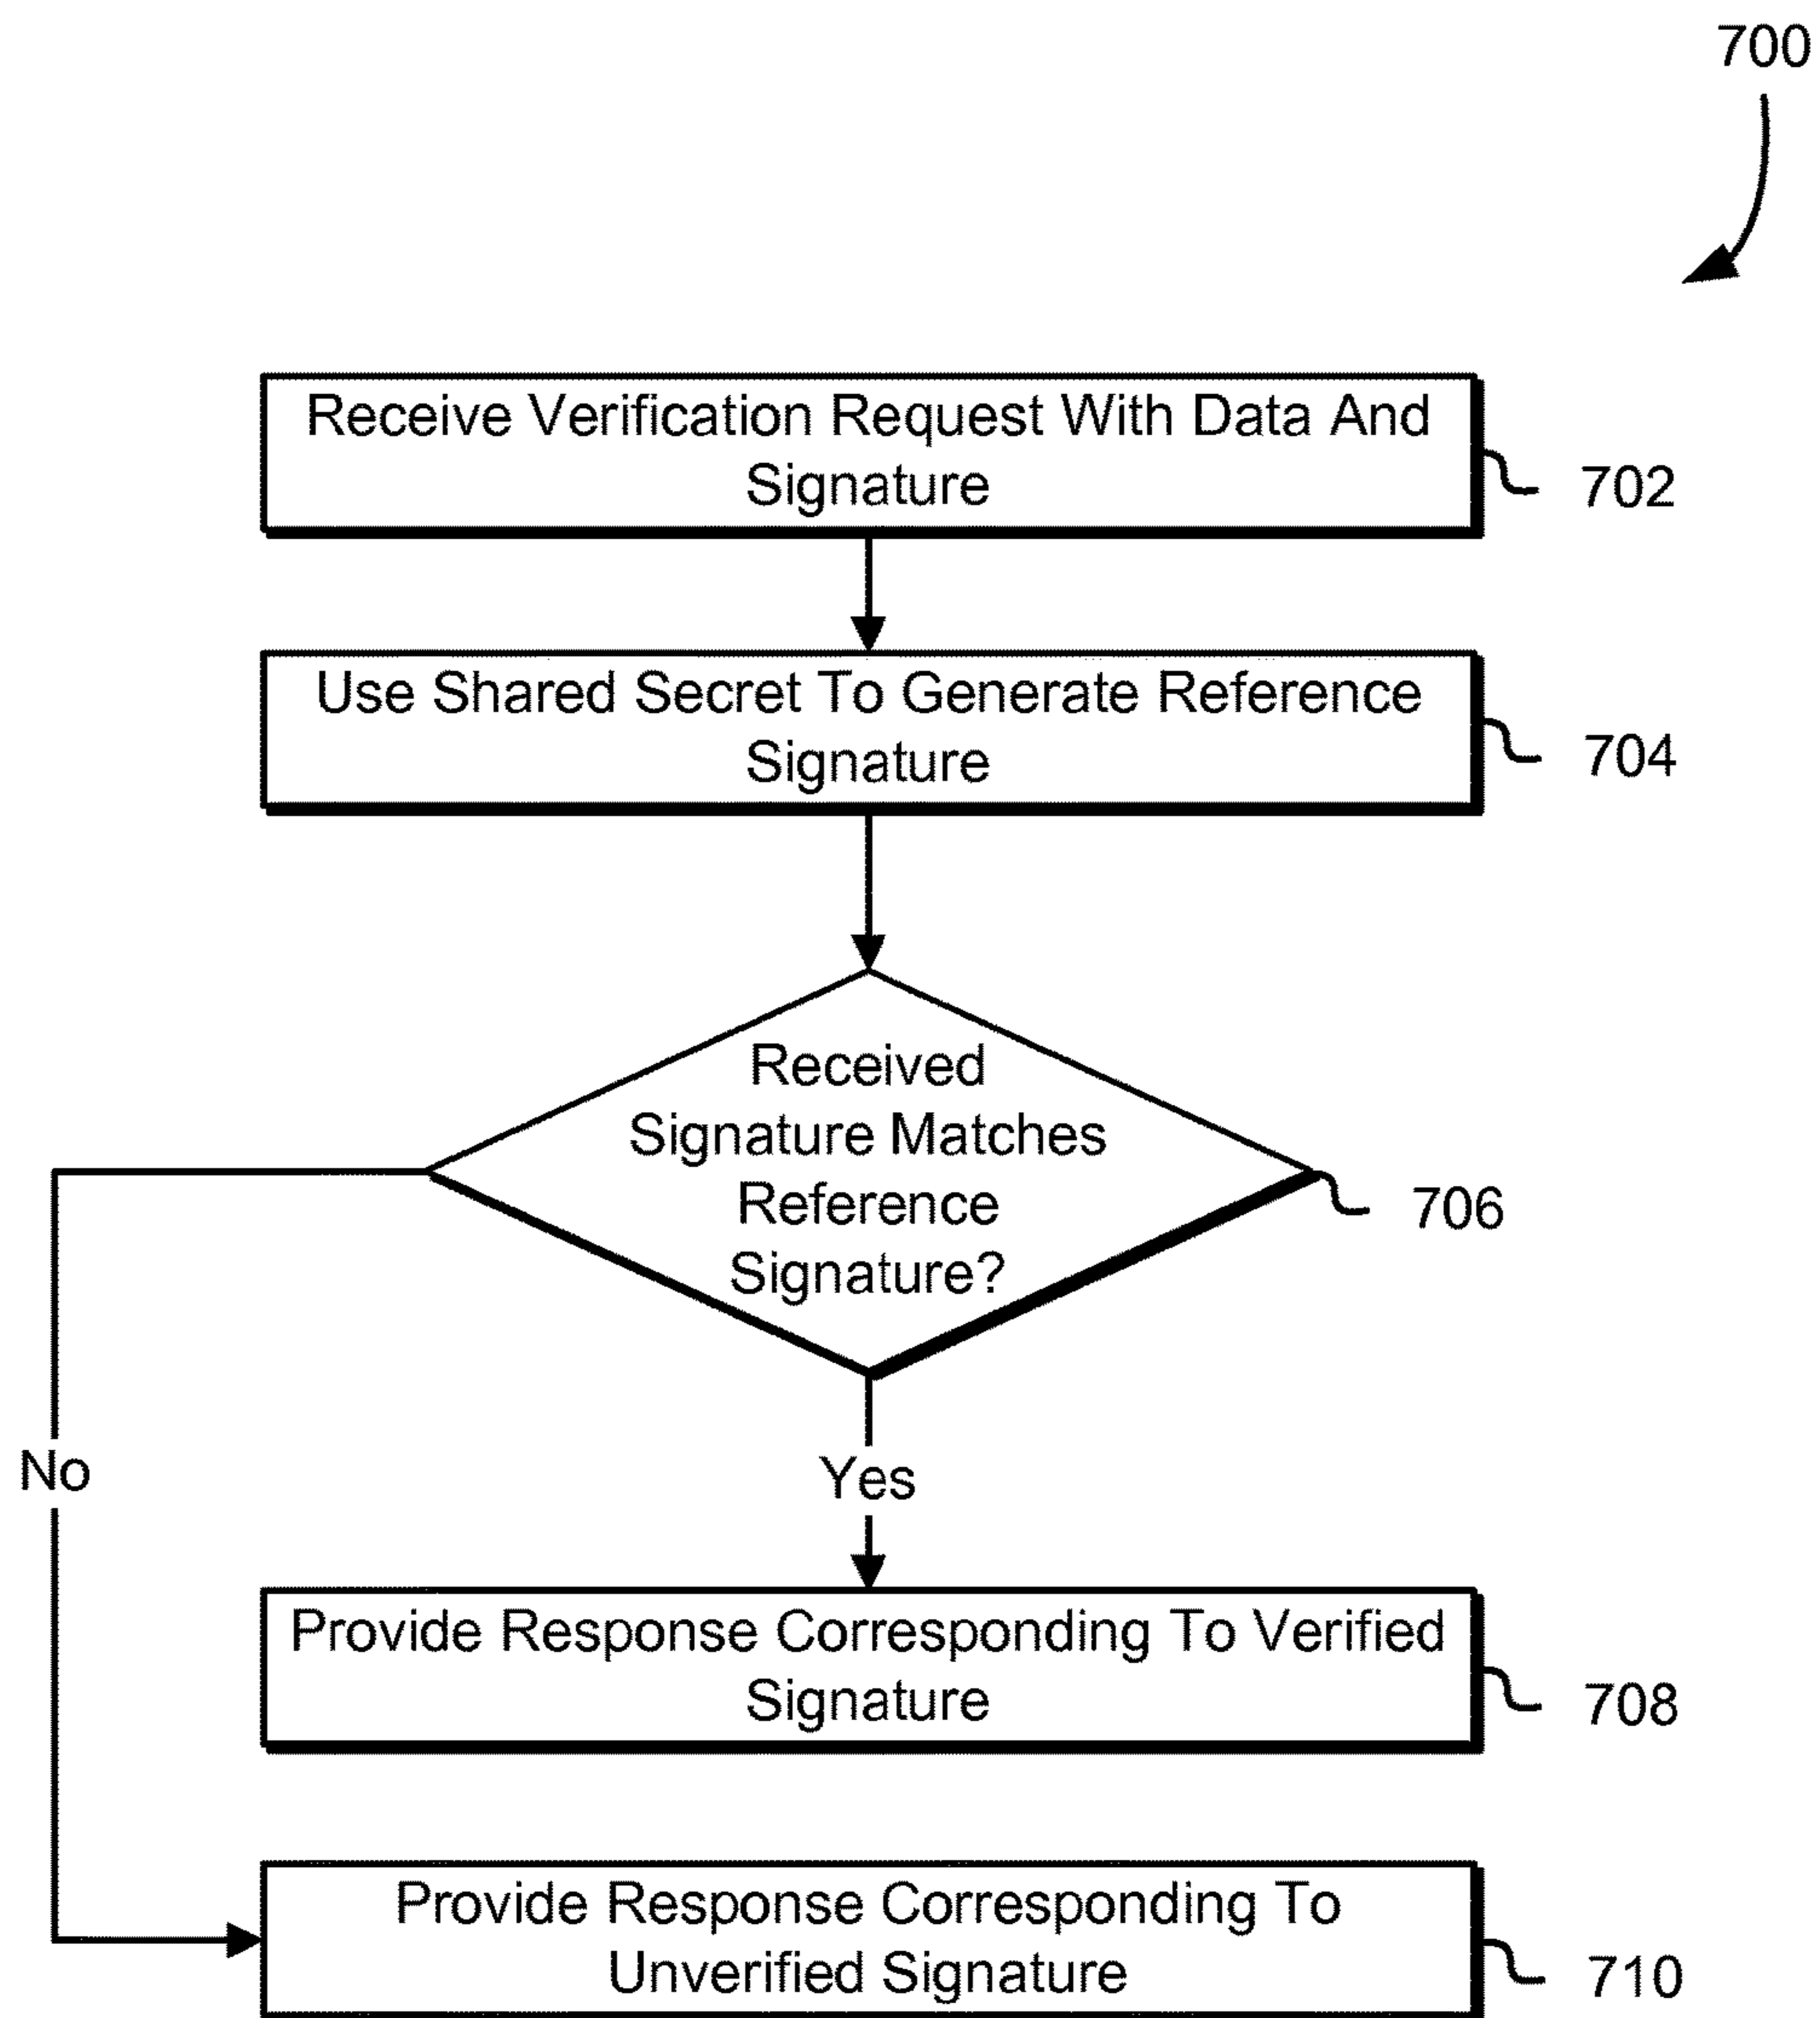 700
Receive Verification Request With Data And
Signature
702
Use Shared Secret To Generate Reference
Signature
704
Received
Signature Matches
Reference
Signature?
706
No
Yes
Provide Response Corresponding To Verified
Signature
708
Provide Response Corresponding To
Unverified Signature
710